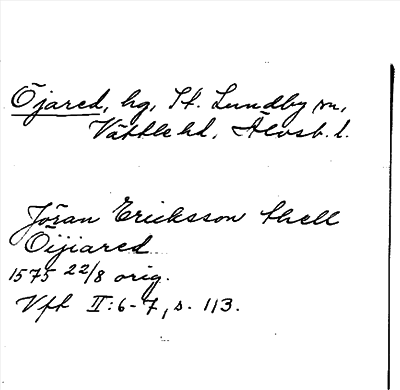 Öjared, hg, St. Lundby sn,
Vättle hd, Älvsb. l.
Jöran Ericksson thell
Öijiared
1575 22/8 orig.
Vfh II:6-7, s. 113.